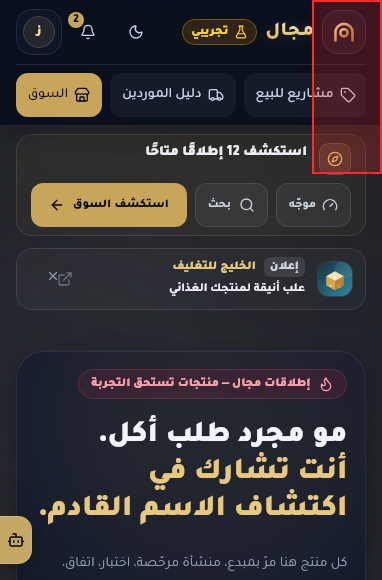 مجال
تجريبي
2
ز
مشاريع للبيع
دليل الموردين
السوق
استكشف 12 إطلاقًا متاحًا
موجّه
بحث
استكشف السوق
إعلان
الخليج للتغليف
علب أنيقة لمنتجك الغذائي
إطلاقات مجال — منتجات تستحق التجربة
مو مجرد طلب أكل.
أنت تشارك في
اكتشاف الاسم القادم.
كل منتج هنا مرّ بمبدع، منشأة مرخّصة، اختبار، اتفاق،